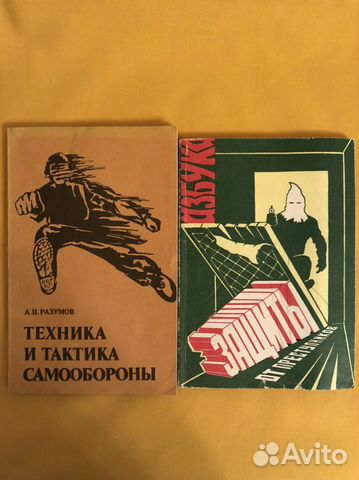 А.Н. РАЗУМОВ
ТЕХНИКА
И ТАКТИКА
САМООБОРОНЫ
АЗБУКА
ЗАЩИТЫ
ОТ ПРЕСТУПНИКОВ
Avito